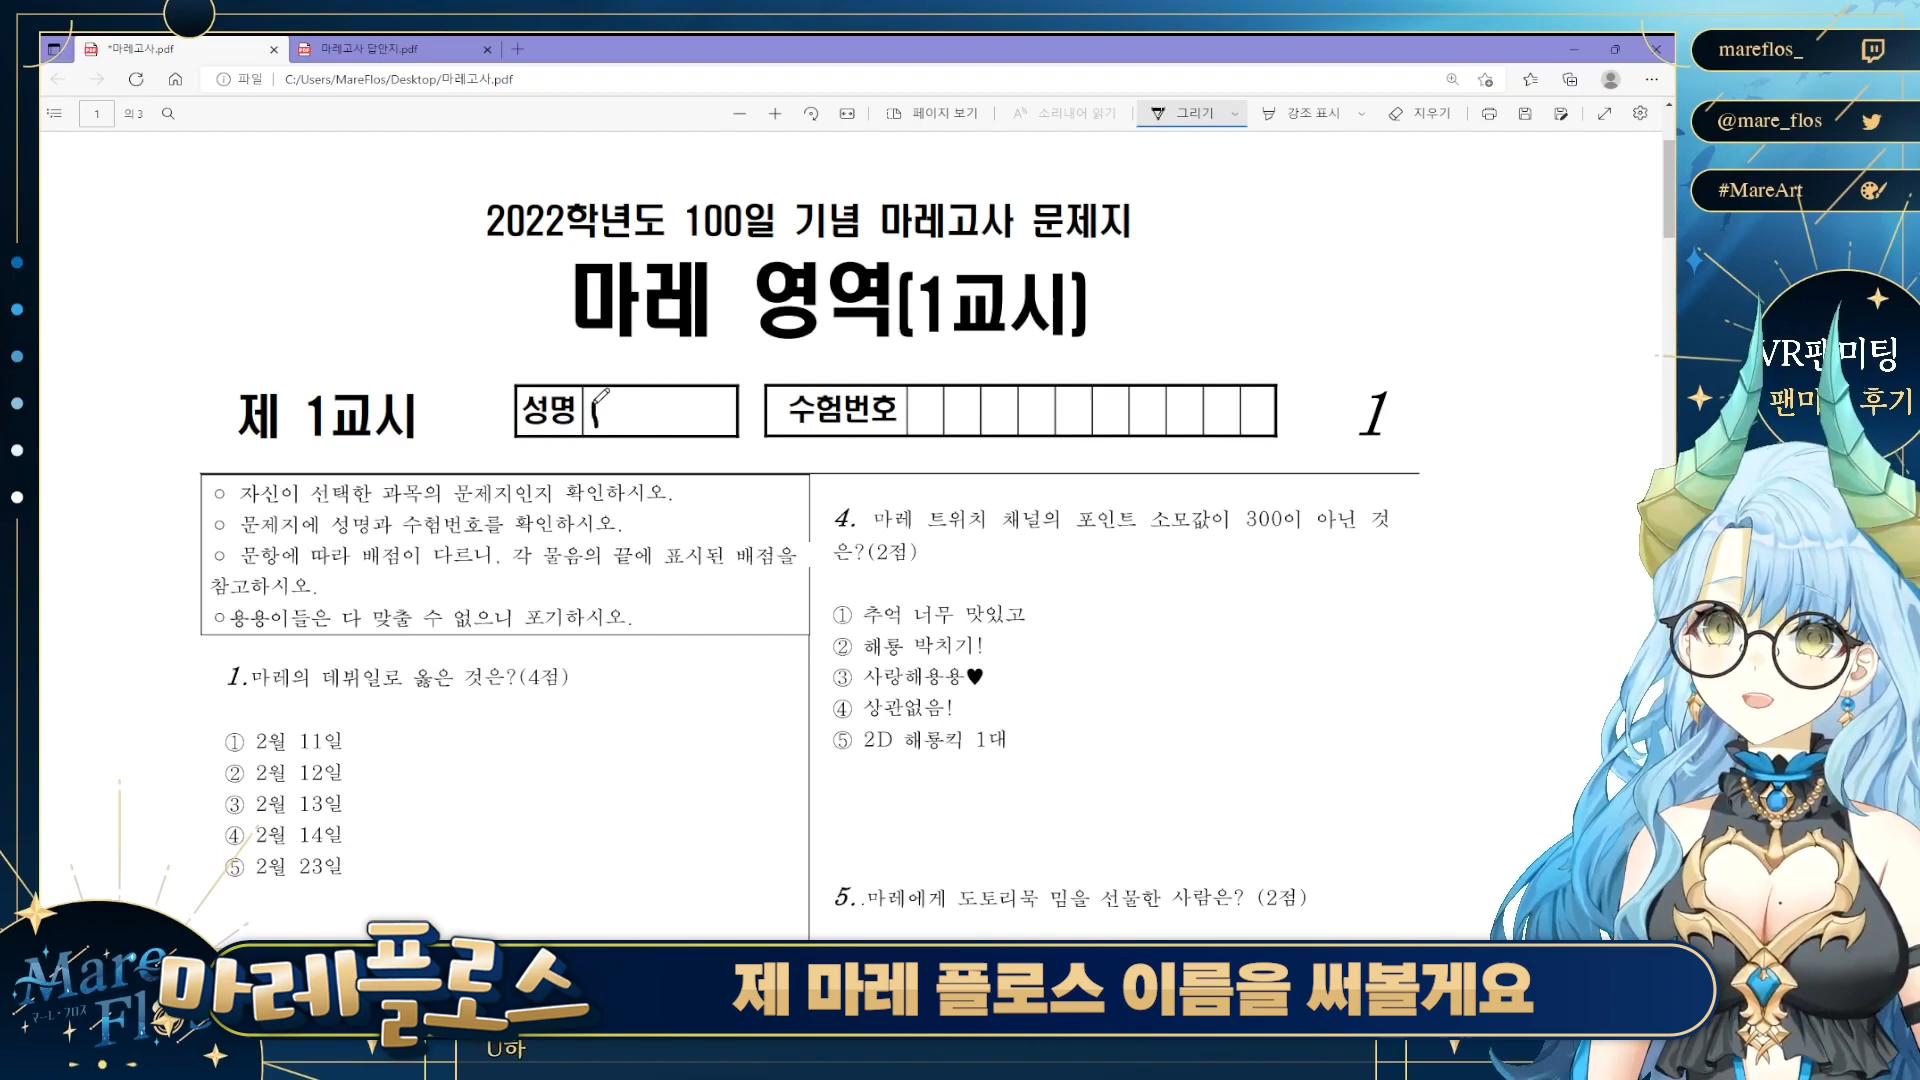 *마레고사.pdf
마레고사 답안지.pdf
파일
C:/Users/MareFlos/Desktop/마레고사.pdf
1
의 3
페이지 보기
소리내어 읽기
그리기
강조 표시
지우기
2022학년도 100일 기념 마레고사 문제지
마레 영역(1교시)
제 1교시
성명
수험번호
1
○ 자신이 선택한 과목의 문제지인지 확인하시오.
○ 문제지에 성명과 수험번호를 확인하시오.
○ 문항에 따라 배점이 다르니, 각 물음의 끝에 표시된 배점을
참고하시오.
○용용이들은 다 맞출 수 없으니 포기하시오.
1.마레의 데뷔일로 옳은 것은?(4점)
① 2월 11일
② 2월 12일
③ 2월 13일
④ 2월 14일
⑤ 2월 23일
4. 마레 트위치 채널의 포인트 소모값이 300이 아닌 것
은?(2점)
① 추억 너무 맛있고
② 해룡 박치기!
③ 사랑해용용♥
④ 상관없음!
⑤ 2D 해룡킥 1대
5..마레에게 도토리묵 밈을 선물한 사람은? (2점)
mareflos_
@mare_flos
#MareArt
VR팬미팅
팬미 후기
Mare
Flos
マーレ・フロス
마레플로스
제 마레 플로스 이름을 써볼게요
U하